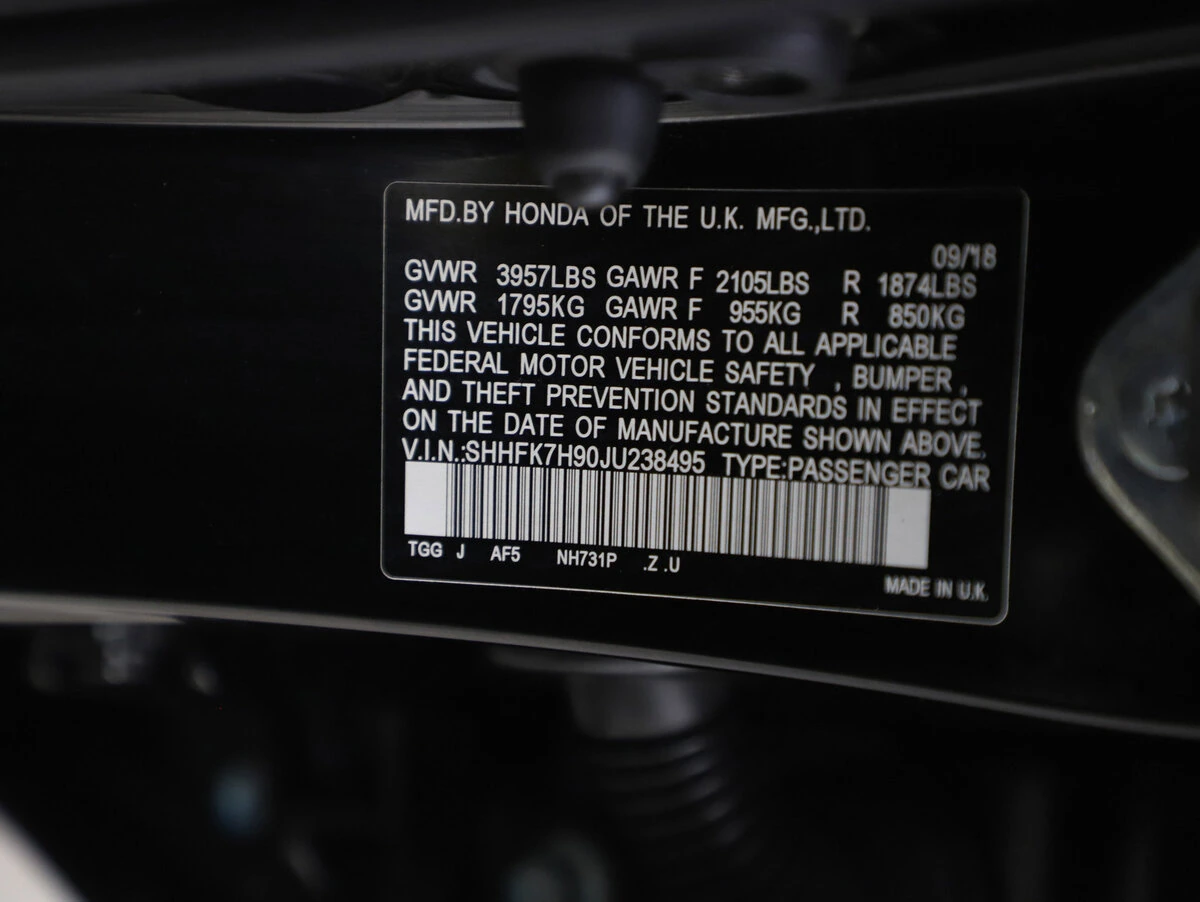 MFD.BY HONDA OF THE U.K. MFG.,LTD.
09/18
GVWR 3957LBS GAWR F 2105LBS R 1874LBS
GVWR 1795KG GAWR F 955KG R 850KG
THIS VEHICLE CONFORMS TO ALL APPLICABLE
FEDERAL MOTOR VEHICLE SAFETY , BUMPER ,
AND THEFT PREVENTION STANDARDS IN EFFECT
ON THE DATE OF MANUFACTURE SHOWN ABOVE.
V.I.N.:SHHFK7H90JU238495 TYPE:PASSENGER CAR
TGG J AF5 NH731P .Z .U
MADE IN U.K.